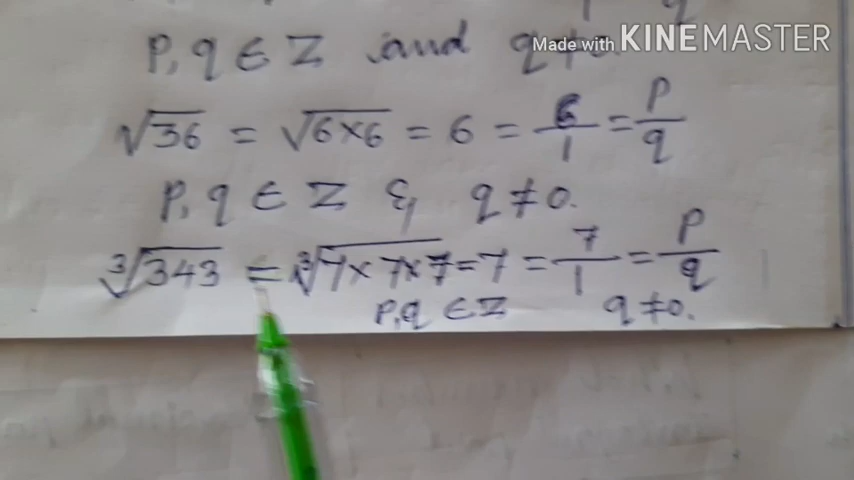 q
P, q ∈ Z and q ≠ 0.
Made with KINEMASTER
√36 = √6×6 = 6 = 6/1 = P/q
P, q ∈ Z & q ≠ 0.
∛343 = ∛7×7×7 = 7 = 7/1 = P/q
P,q ∈ Z q ≠ 0.